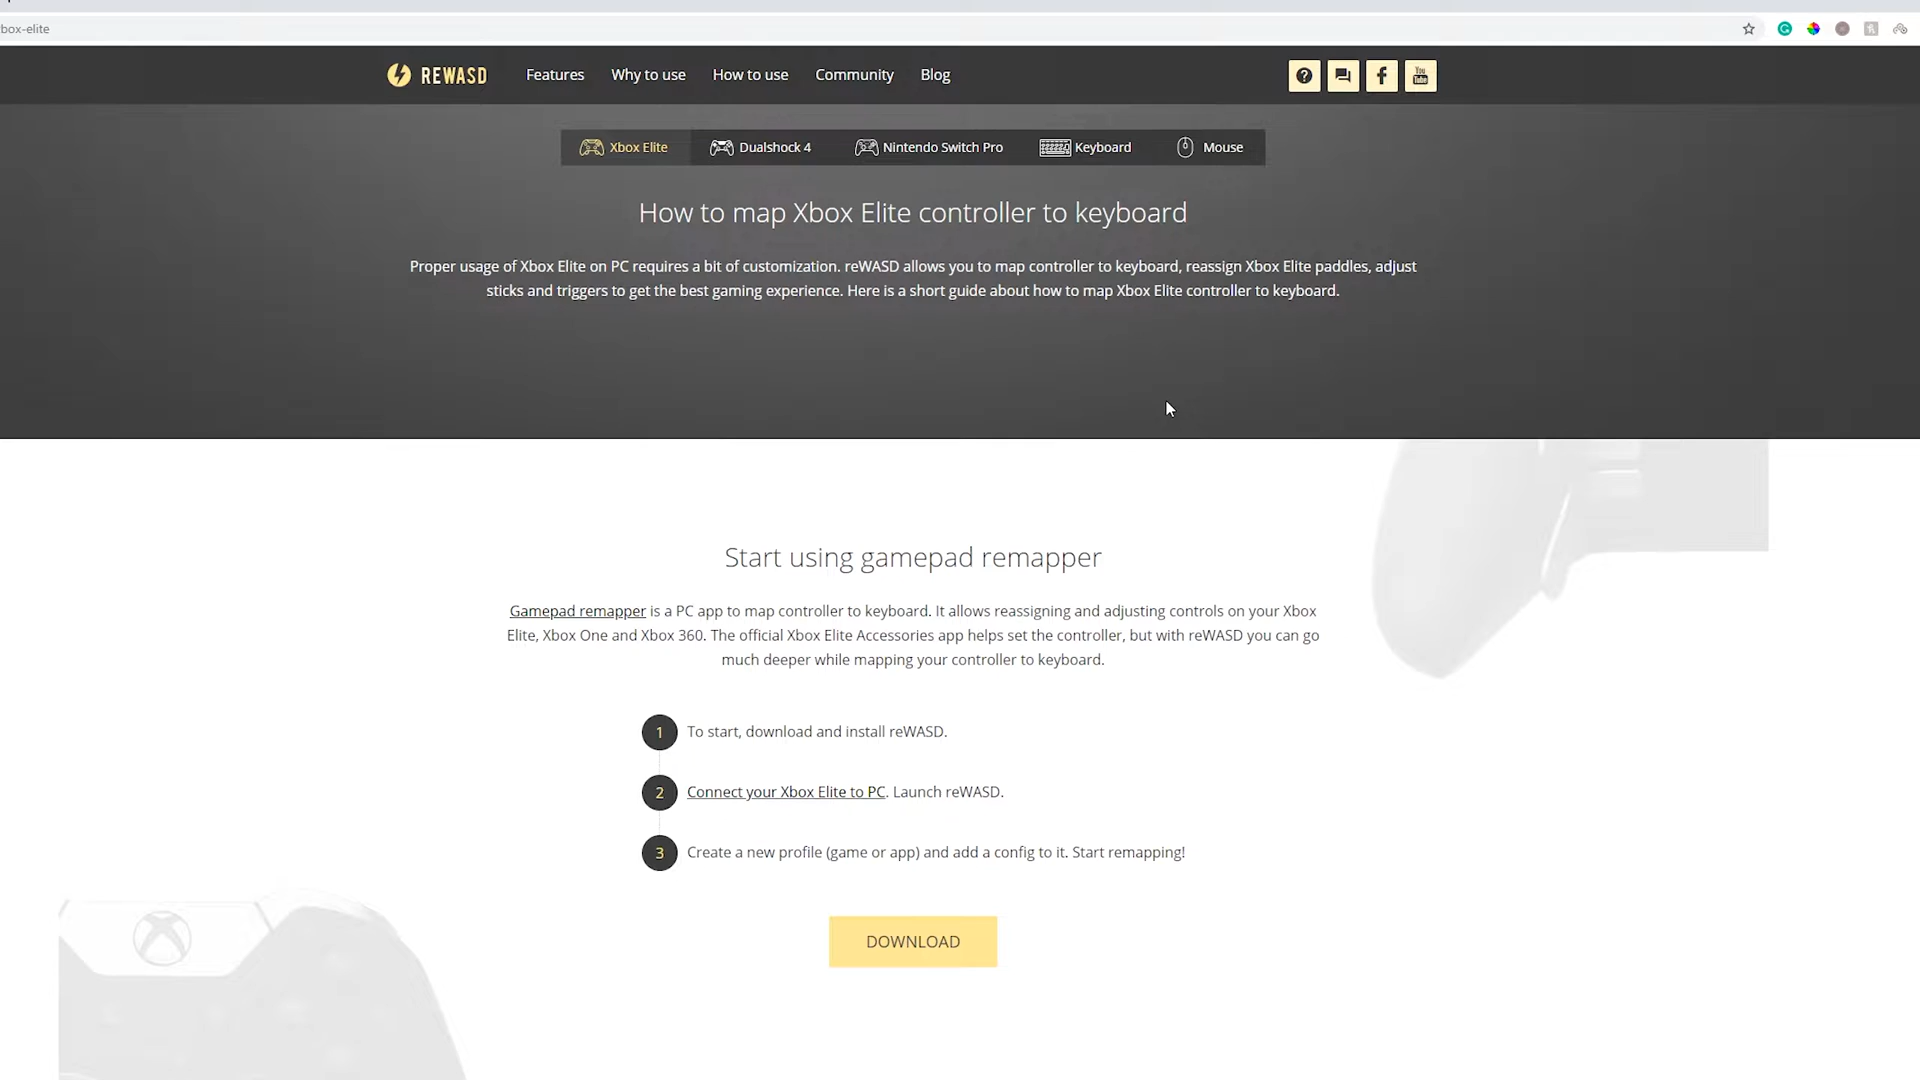 box-elite
REWASD Features Why to use How to use Community Blog
You Tube
Xbox Elite Dualshock 4 Nintendo Switch Pro Keyboard Mouse
How to map Xbox Elite controller to keyboard
Proper usage of Xbox Elite on PC requires a bit of customization. reWASD allows you to map controller to keyboard, reassign Xbox Elite paddles, adjust
sticks and triggers to get the best gaming experience. Here is a short guide about how to map Xbox Elite controller to keyboard.
Start using gamepad remapper
Gamepad remapper is a PC app to map controller to keyboard. It allows reassigning and adjusting controls on your Xbox
Elite, Xbox One and Xbox 360. The official Xbox Elite Accessories app helps set the controller, but with reWASD you can go
much deeper while mapping your controller to keyboard.
1 To start, download and install reWASD.
2 Connect your Xbox Elite to PC. Launch reWASD.
3 Create a new profile (game or app) and add a config to it. Start remapping!
DOWNLOAD